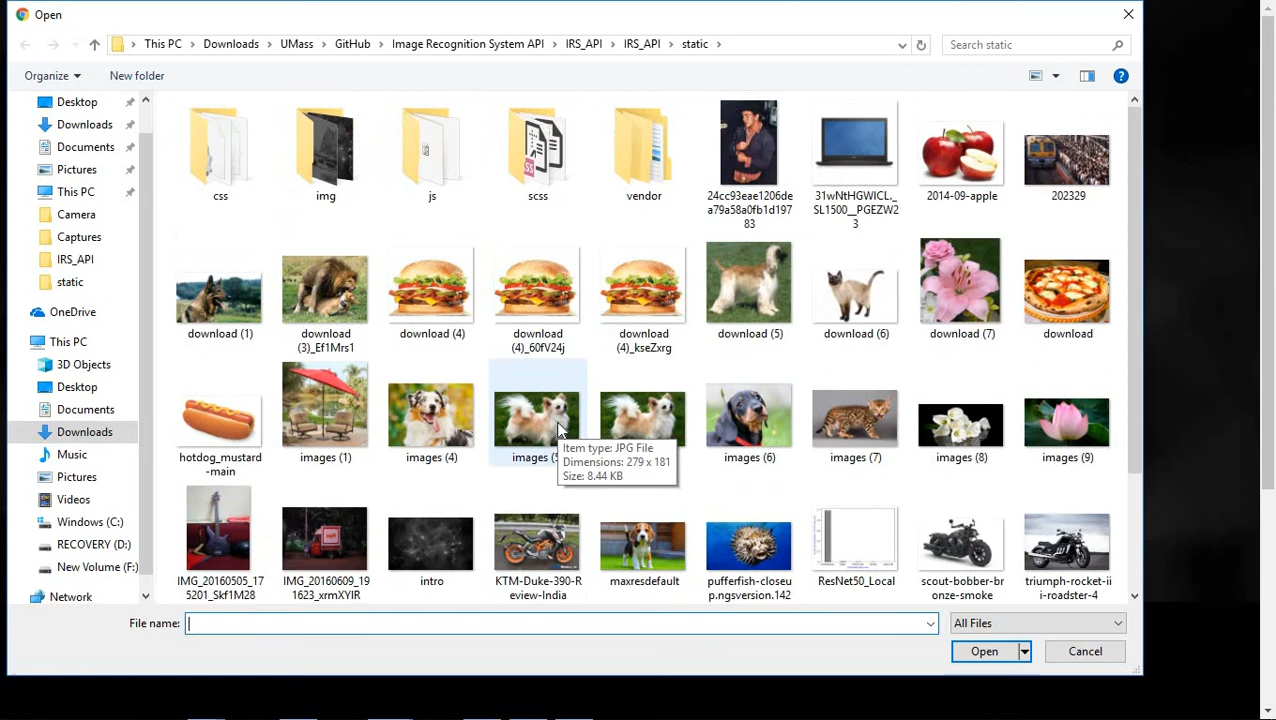 Open
This PC
Downloads
UMass
GitHub
Image Recognition System API
IRS_API
IRS_API
static
Search static
Organize
New folder
Desktop
Downloads
Documents
Pictures
This PC
Camera
Captures
IRS_API
static
OneDrive
This PC
3D Objects
Desktop
Documents
Downloads
Music
Pictures
Videos
Windows (C:)
RECOVERY (D:)
New Volume (F:)
Network
css
img
js
scss
vendor
24cc93eae1206de
a79a58a0fb1d197
83
31wNtHGWlCL._
SL1500__PGEZW2
3
2014-09-apple
202329
download (1)
download
(3)_Ef1Mrs1
download (4)
download
(4)_60fV24j
download
(4)_kseZxrg
download (5)
download (6)
download (7)
download
hotdog_mustard
-main
images (1)
images (4)
images (5
images (6)
images (7)
images (8)
images (9)
Item type: JPG File
Dimensions: 279 x 181
Size: 8.44 KB
IMG_20160505_17
5201_Skf1M28
IMG_20160609_19
1623_xrmXYIR
intro
KTM-Duke-390-R
eview-India
maxresdefault
pufferfish-closeu
p.ngsversion.142
ResNet50_Local
scout-bobber-br
onze-smoke
triumph-rocket-ii
i-roadster-4
File name:
All Files
Open
Cancel